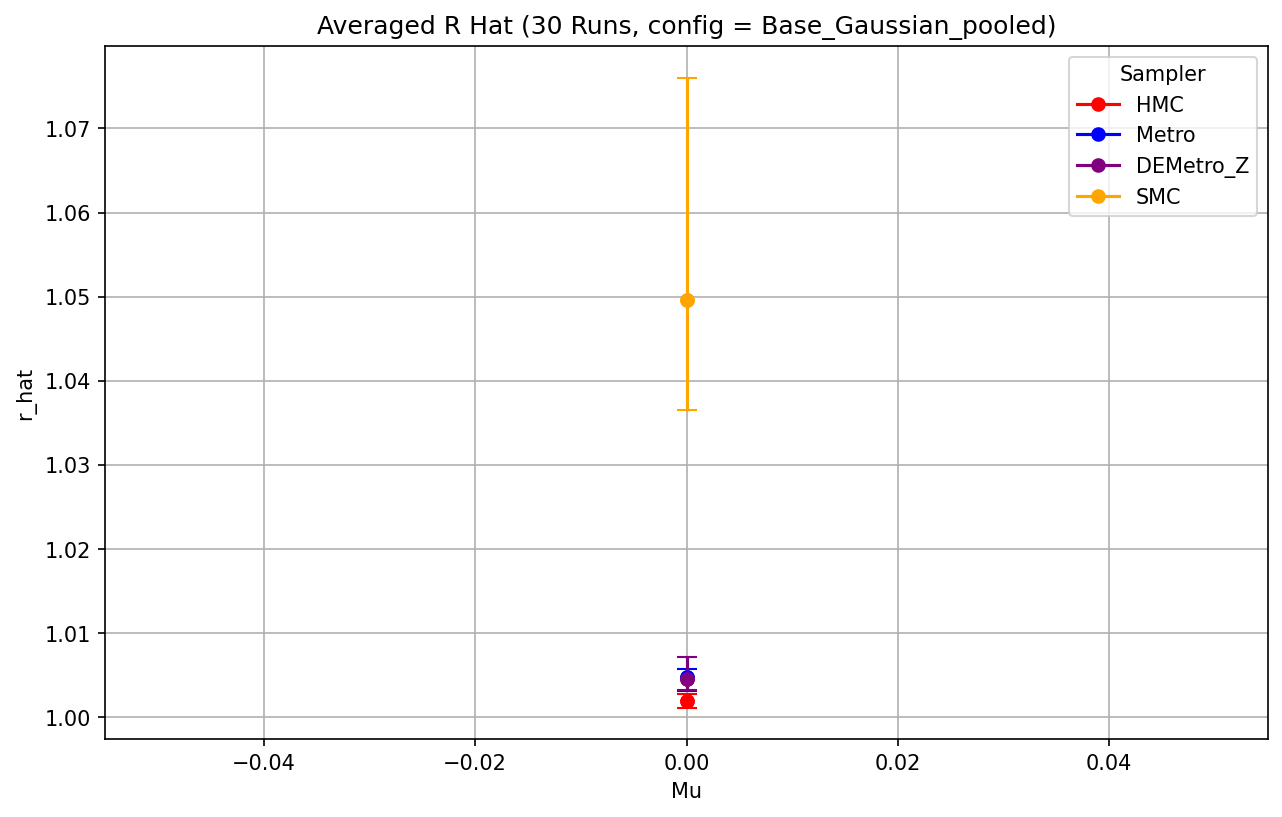 Averaged R Hat (30 Runs, config = Base_Gaussian_pooled)
Sampler
HMC
Metro
DEMetro_Z
SMC
r_hat
1.07
1.06
1.05
1.04
1.03
1.02
1.01
1.00
−0.04
−0.02
0.00
0.02
0.04
Mu